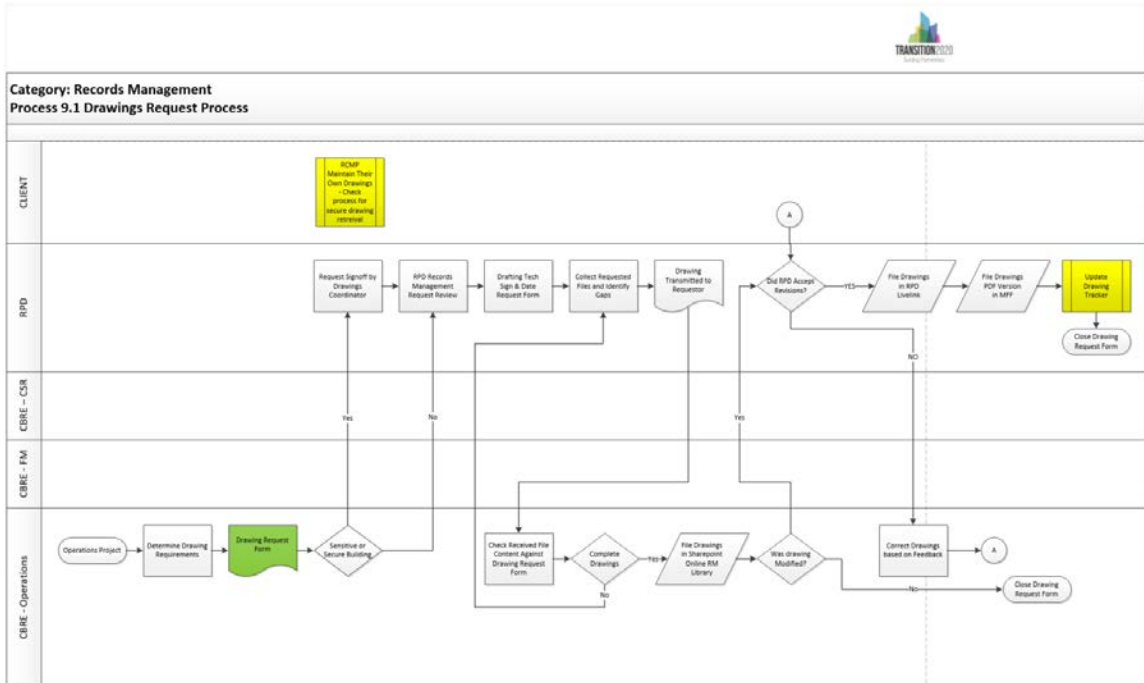 TRANSITION2020
Category: Records Management
Process 9.1 Drawings Request Process
CLIENT
RCMP
Maintain Their
Own Drawings
- Check
process for
secure drawing
retreival
A
RPD
Request Signoff by
Drawings
Coordinator
RPD Records
Management
Request Review
Drafting Tech
Sign & Date
Request Form
Collect Requested
Files and Identify
Gaps
Drawing
Transmitted to
Requestor
Did RPD Accept
Revisions?
YES
File Drawings
in RPD
Livelink
File Drawings
PDF Version
in MFF
Update
Drawing
Tracker
Close Drawing
Request Form
NO
CBRE – CSR
Yes
No
Yes
CBRE - FM
CBRE - Operations
Operations Project
Determine Drawing
Requirements
Drawing Request
Form
Sensitive or
Secure Building
Check Received File
Content Against
Drawing Request
Form
Complete
Drawings
Yes
No
File Drawings
in Sharepoint
Online RM
Library
Was drawing
Modified?
No
Correct Drawings
based on Feedback
A
Close Drawing
Request Form